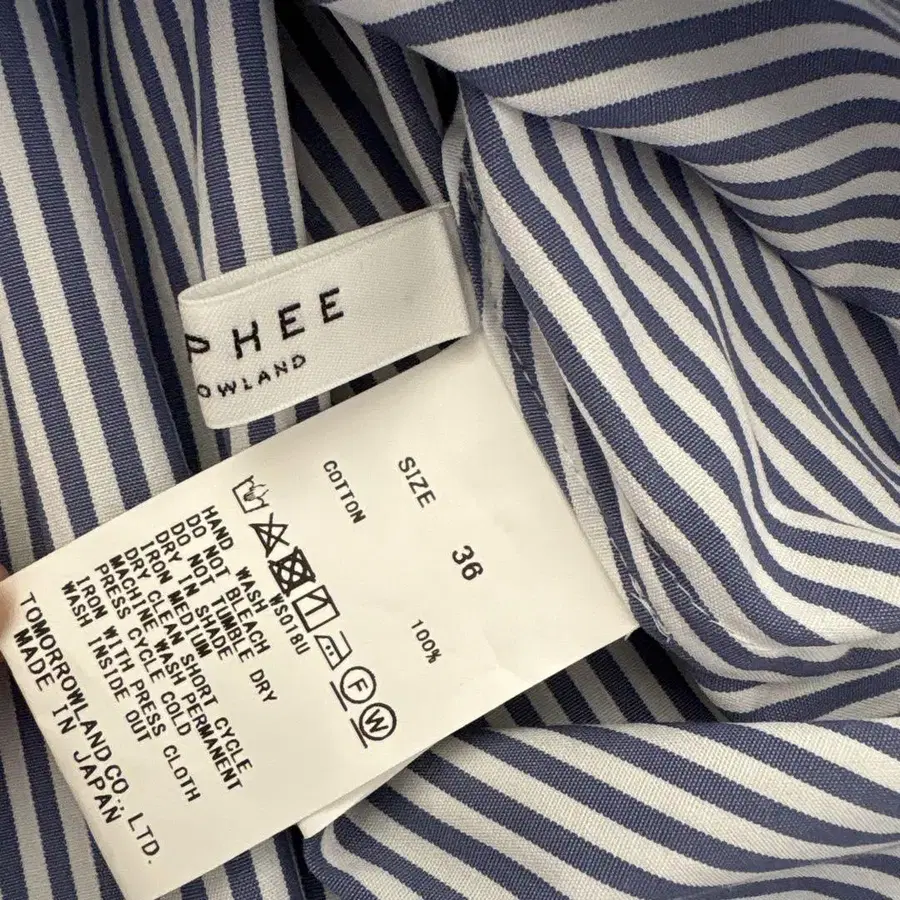 PHEE
OWLAND
SIZE 36
COTTON 100%
WS018U
F W
HAND WASH
DO NOT BLEACH
DO NOT TUMBLE DRY
DRY IN SHADE
IRON MEDIUM
DRY CLEAN SHORT CYCLE
MACHINE WASH PERMANENT
PRESS CYCLE COLD
IRON WITH PRESS CLOTH
WASH INSIDE OUT
TOMORROWLAND CO., LTD.
MADE IN JAPAN